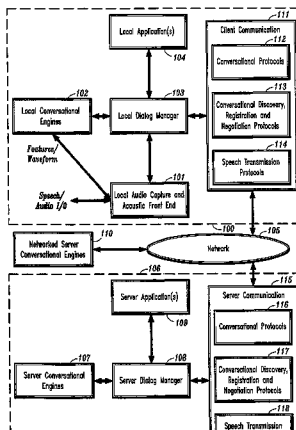 111
Local Application(s)
104
Client Communication
112
Conversational
Protocols
102
Local Conversational
Engines
103
Local Dialog Manager
113
Conversational Discovery,
Registration and
Negotiation Protocols
114
Speech Transmission
Protocols
Features/
Waveform
101
Local Audio Capture and
Acoustic Front End
Speech/
Audio I/O
110
Networked Server
Conversational Engines
100
105
Network
106
Server Application(s)
109
115
Server Communication
116
Conversational Protocols
107
Server Conversational
Engines
108
Server Dialog Manager
117
Conversational Discovery,
Registration and
Negotiation Protocols
118
Speech Transmission